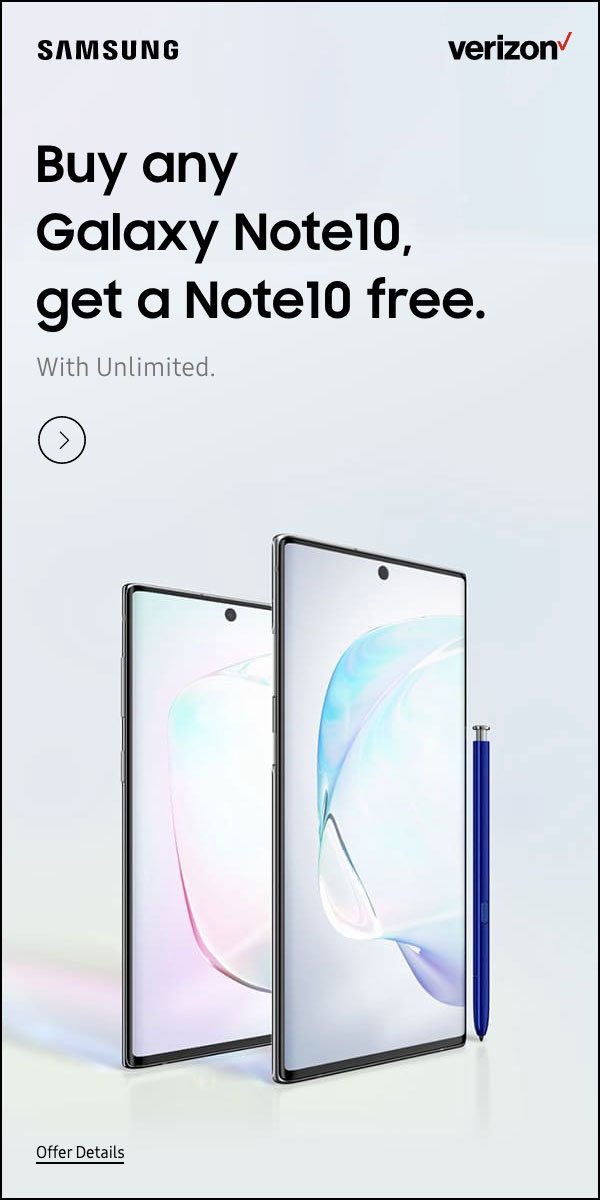 SAMSUNG
verizon✓
Buy any
Galaxy Note10,
get a Note10 free.
With Unlimited.
Offer Details